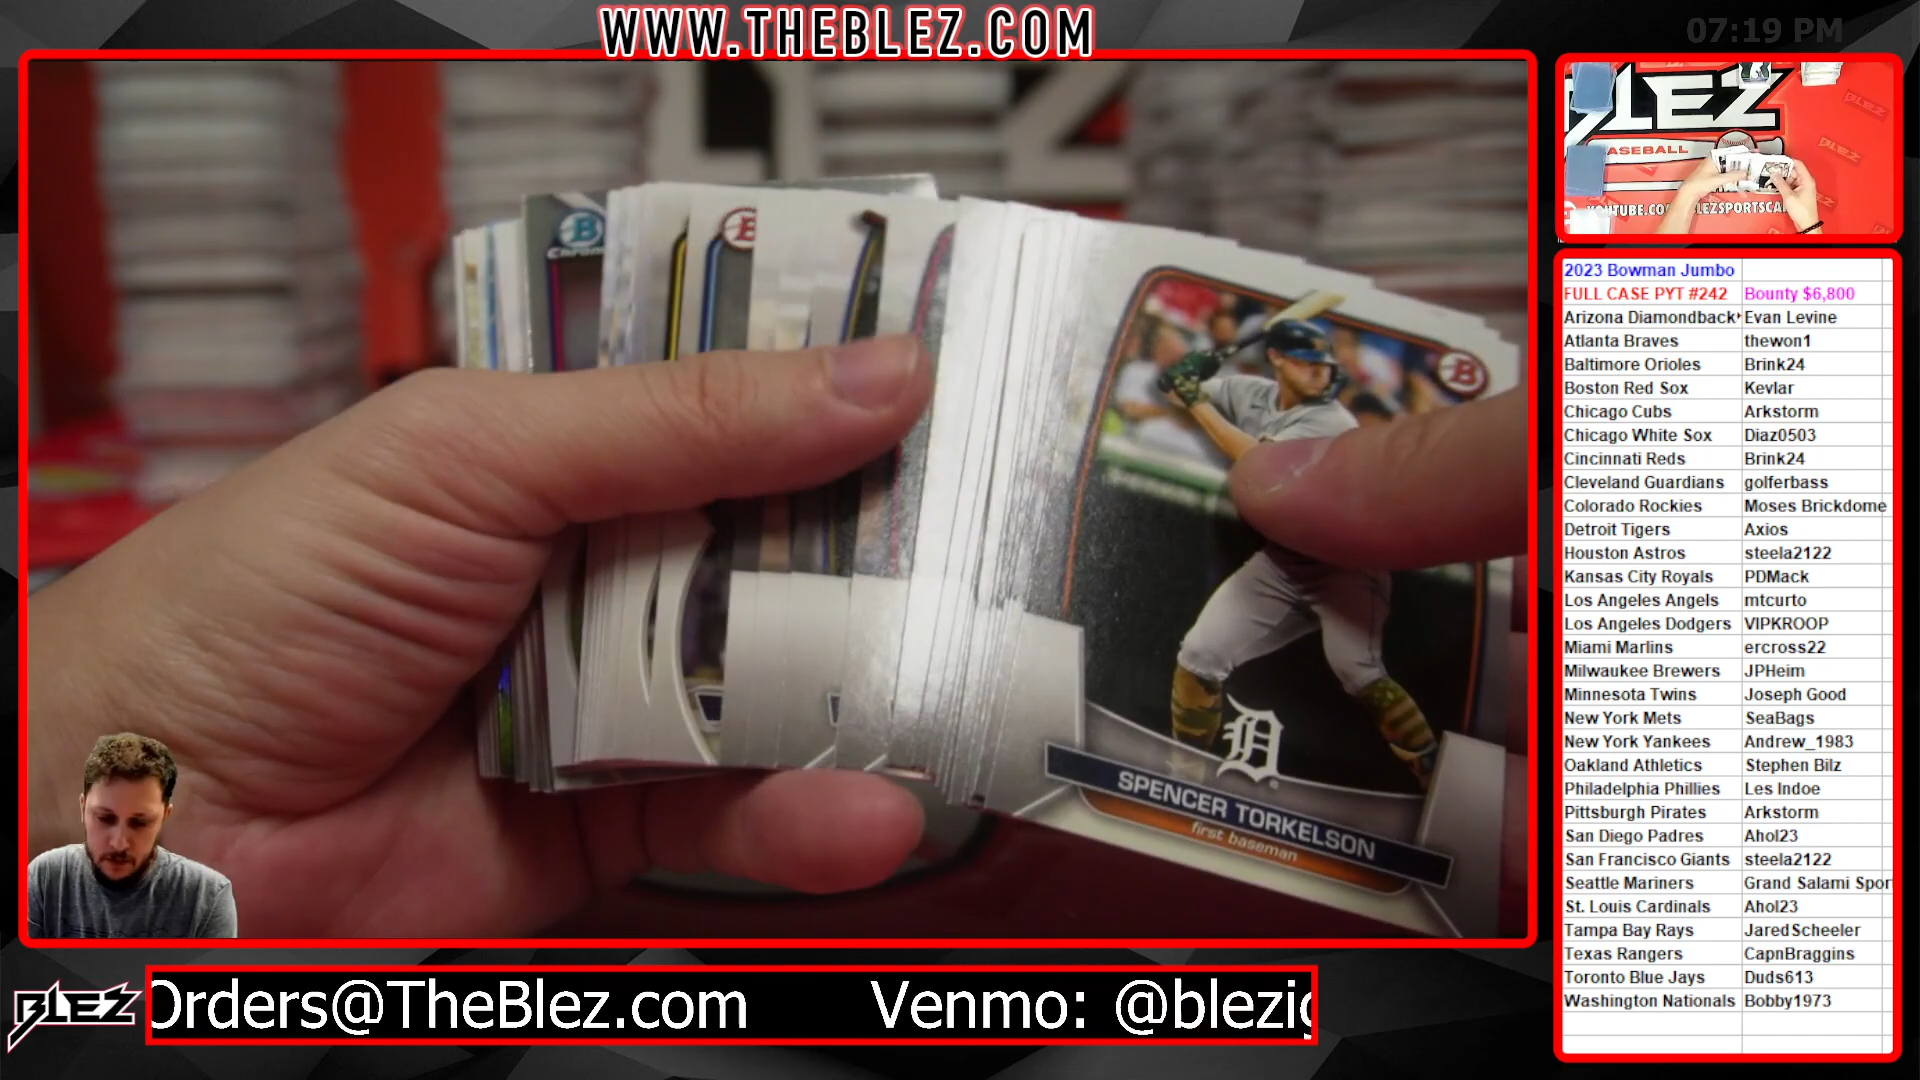 WWW.THEBLEZ.COM
07:19 PM
BLEZ
BASEBALL
BLEZ
BLEZ
2023 Bowman Jumbo
FULL CASE PYT #242 Bounty $6,800
Arizona Diamondback Evan Levine
Atlanta Braves thewon1
Baltimore Orioles Brink24
Boston Red Sox Kevlar
Chicago Cubs Arkstorm
Chicago White Sox Diaz0503
Cincinnati Reds Brink24
Cleveland Guardians golferbass
Colorado Rockies Moses Brickdome
Detroit Tigers Axios
Houston Astros steela2122
Kansas City Royals PDMack
Los Angeles Angels mtcurto
Los Angeles Dodgers VIPKROOP
Miami Marlins ercross22
Milwaukee Brewers JPHeim
Minnesota Twins Joseph Good
New York Mets SeaBags
New York Yankees Andrew_1983
Oakland Athletics Stephen Bilz
Philadelphia Phillies Les Indoe
Pittsburgh Pirates Arkstorm
San Diego Padres Ahol23
San Francisco Giants steela2122
Seattle Mariners Grand Salami Spor
St. Louis Cardinals Ahol23
Tampa Bay Rays JaredScheeler
Texas Rangers CapnBraggins
Toronto Blue Jays Duds613
Washington Nationals Bobby1973
B
Chrome
B
B
D
SPENCER TORKELSON
first baseman
BLEZ
Orders@TheBlez.com Venmo: @blezig